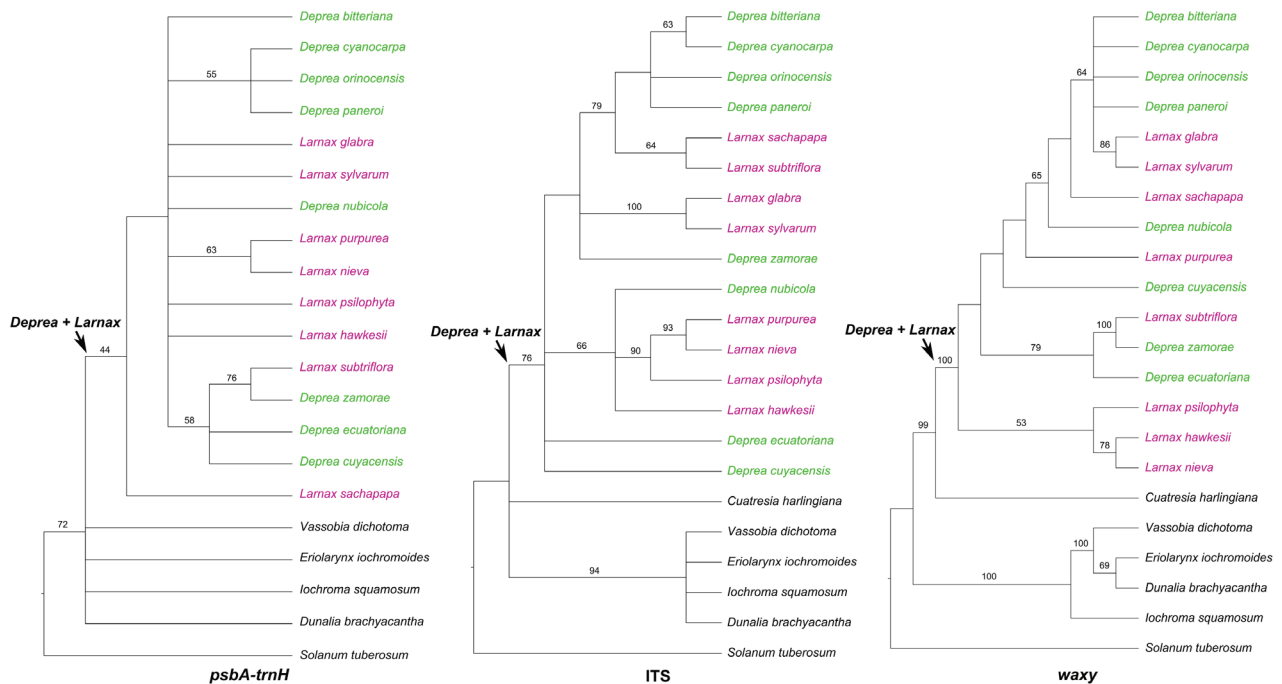 Deprea bitteriana
Deprea cyanocarpa
55
Deprea orinocensis
Deprea paneroi
Larnax glabra
Larnax sylvarum
Deprea nubicola
Larnax purpurea
63
Larnax nieva
Larnax psilophyta
Deprea + Larnax
Larnax hawkesii
44
Larnax subtriflora
76
Deprea zamorae
58
Deprea ecuatoriana
Deprea cuyacensis
Larnax sachapapa
72
Vassobia dichotoma
Eriolarynx iochromoides
Iochroma squamosum
Dunalia brachyacantha
Solanum tuberosum
psbA-trnH
Deprea bitteriana
63
Deprea cyanocarpa
Deprea orinocensis
79
Deprea paneroi
Larnax sachapapa
64
Larnax subtriflora
Larnax glabra
100
Larnax sylvarum
Deprea zamorae
Deprea nubicola
Larnax purpurea
93
Deprea + Larnax
66
90
Larnax nieva
76
Larnax psilophyta
Larnax hawkesii
Deprea ecuatoriana
Deprea cuyacensis
Cuatresia harlingiana
Vassobia dichotoma
Eriolarynx iochromoides
94
Iochroma squamosum
Dunalia brachyacantha
Solanum tuberosum
ITS
Deprea bitteriana
Deprea cyanocarpa
64
Deprea orinocensis
Deprea paneroi
Larnax glabra
86
Larnax sylvarum
65
Larnax sachapapa
Deprea nubicola
Larnax purpurea
Deprea cuyacensis
Larnax subtriflora
100
Deprea + Larnax
79
Deprea zamorae
100
Deprea ecuatoriana
Larnax psilophyta
53
99
Larnax hawkesii
78
Larnax nieva
Cuatresia harlingiana
Vassobia dichotoma
100
Eriolarynx iochromoides
69
100
Dunalia brachyacantha
Iochroma squamosum
Solanum tuberosum
waxy